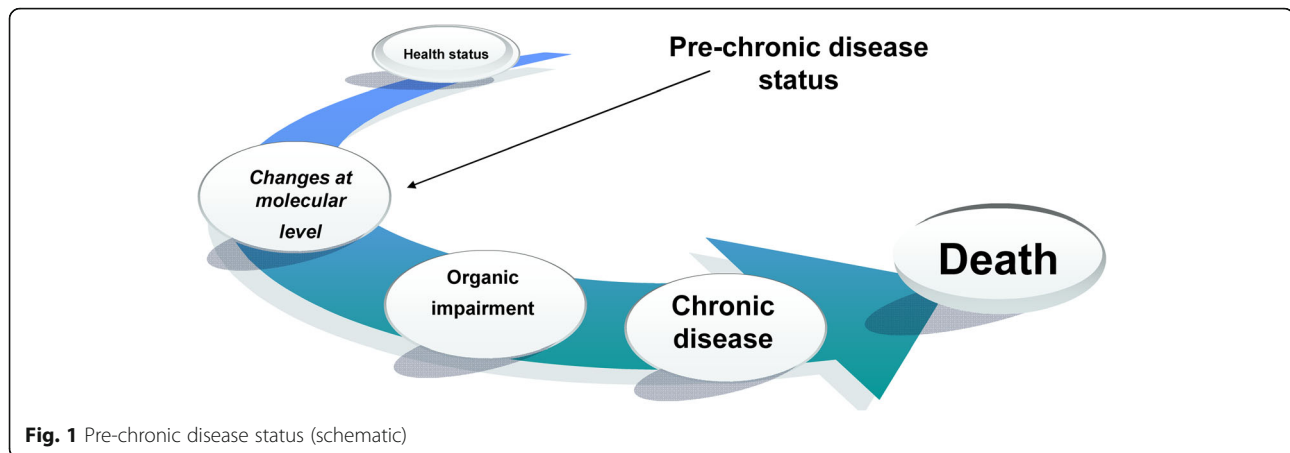 Health status
Pre-chronic disease
status
Changes at
molecular
level
Organic
impairment
Chronic
disease
Death
Fig. 1 Pre-chronic disease status (schematic)